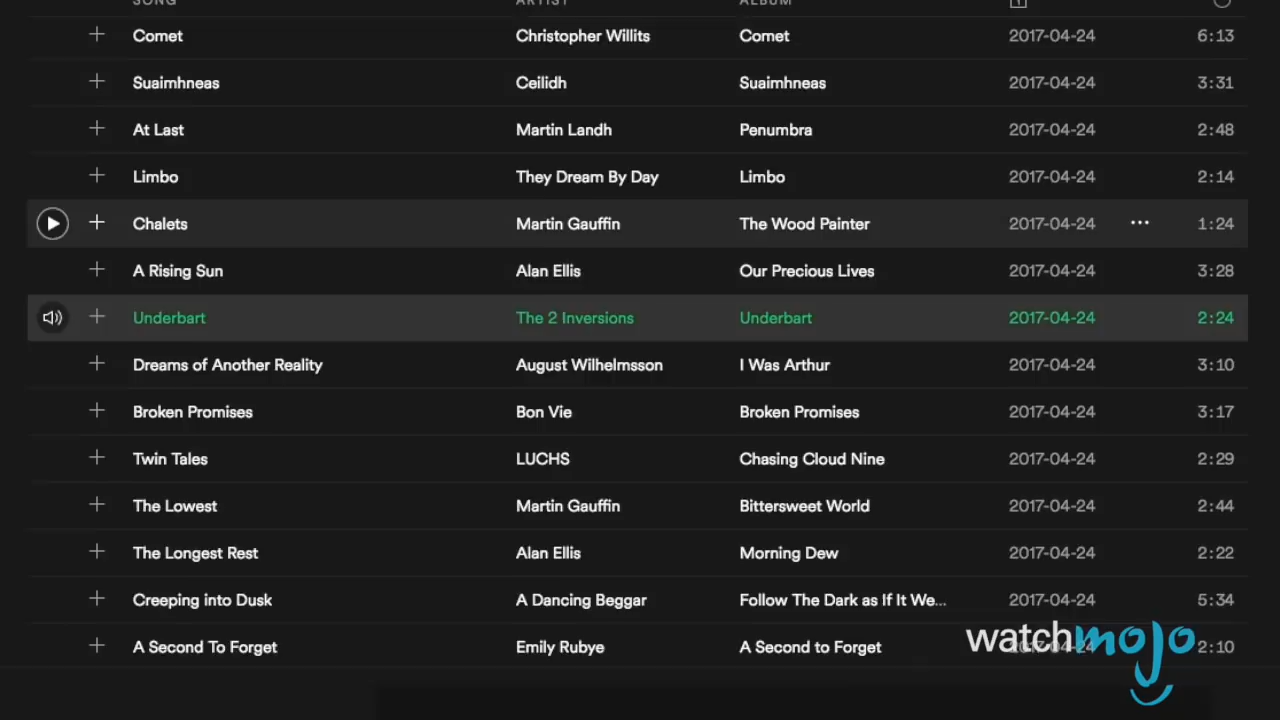 SONG ARTIST ALBUM
+ Comet Christopher Willits Comet 2017-04-24 6:13
+ Suaimhneas Ceilidh Suaimhneas 2017-04-24 3:31
+ At Last Martin Landh Penumbra 2017-04-24 2:48
+ Limbo They Dream By Day Limbo 2017-04-24 2:14
+ Chalets Martin Gauffin The Wood Painter 2017-04-24 ••• 1:24
+ A Rising Sun Alan Ellis Our Precious Lives 2017-04-24 3:28
+ Underbart The 2 Inversions Underbart 2017-04-24 2:24
+ Dreams of Another Reality August Wilhelmsson I Was Arthur 2017-04-24 3:10
+ Broken Promises Bon Vie Broken Promises 2017-04-24 3:17
+ Twin Tales LUCHS Chasing Cloud Nine 2017-04-24 2:29
+ The Lowest Martin Gauffin Bittersweet World 2017-04-24 2:44
+ The Longest Rest Alan Ellis Morning Dew 2017-04-24 2:22
+ Creeping into Dusk A Dancing Beggar Follow The Dark as If It We... 2017-04-24 5:34
+ A Second To Forget Emily Rubye A Second to Forget 2017-04-24 2:10
watchmojo